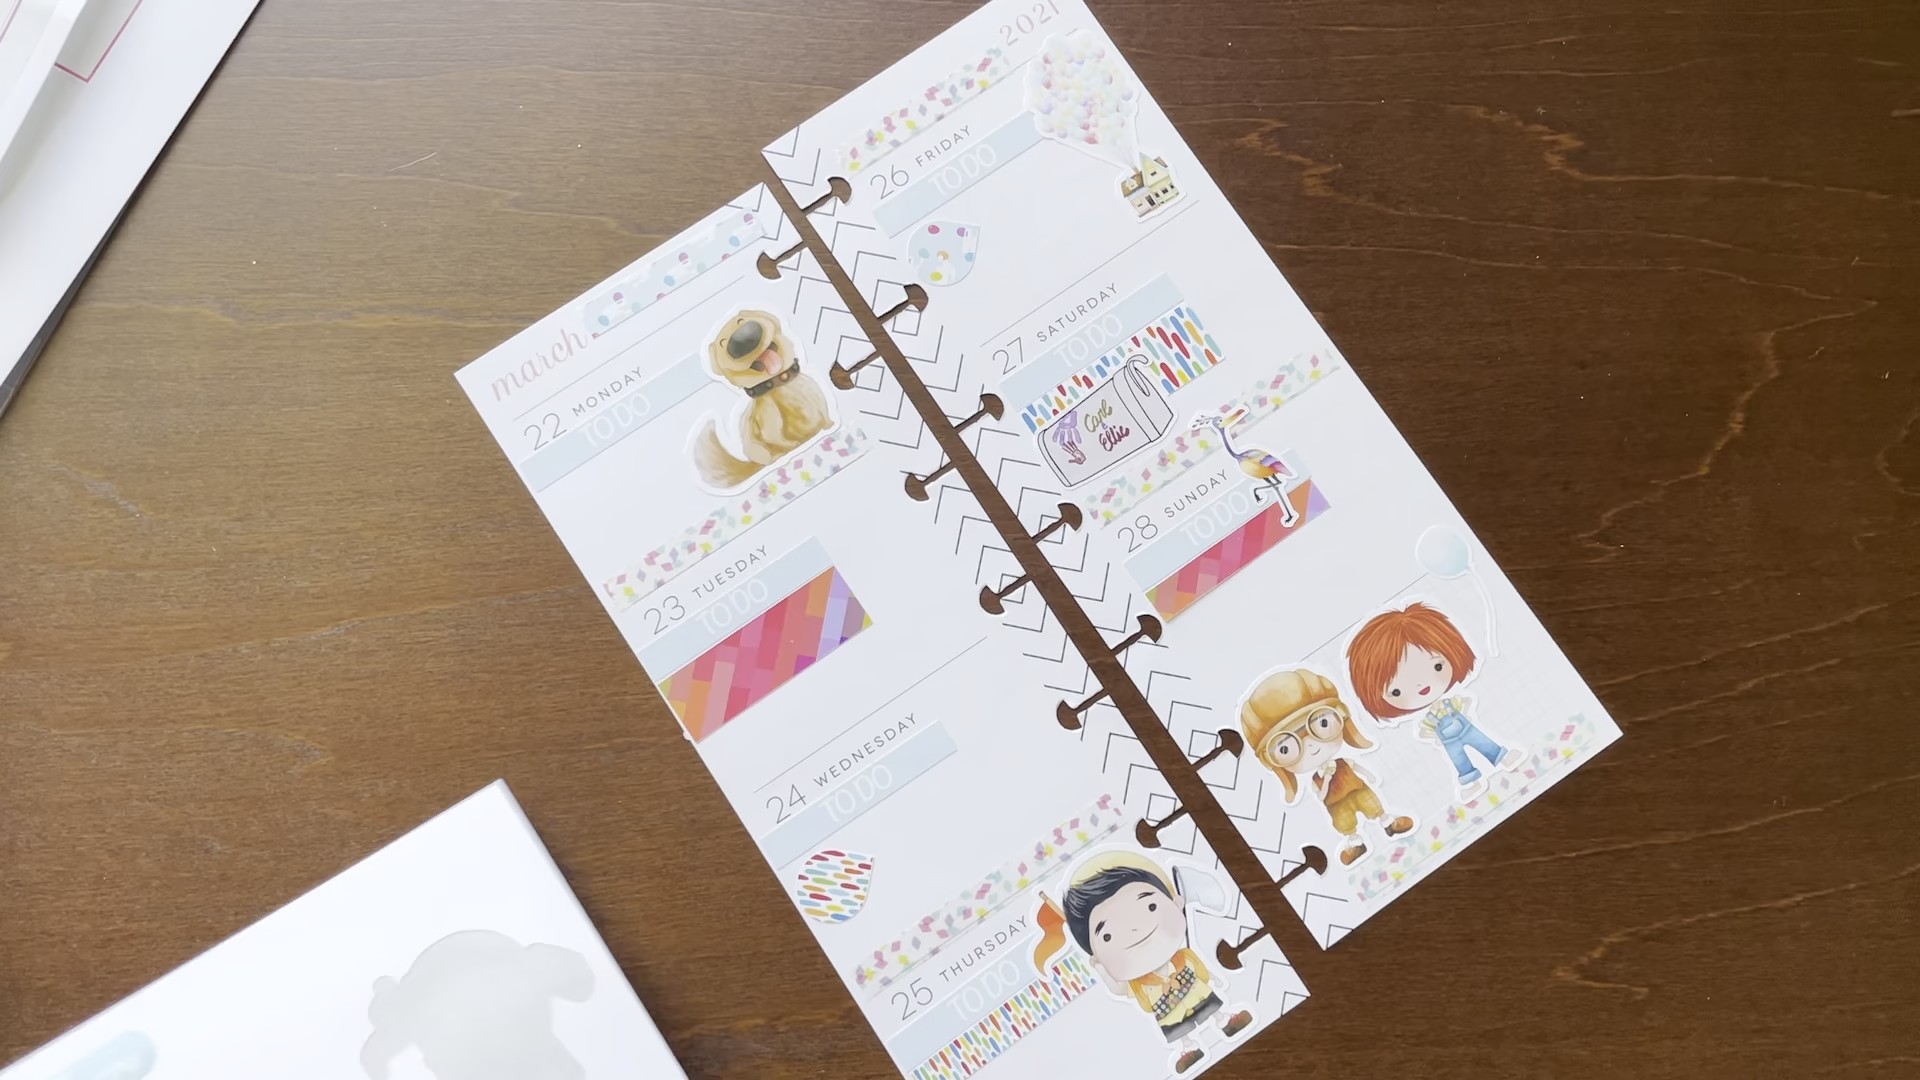 march
22 MONDAY
TO DO
23 TUESDAY
TO DO
24 WEDNESDAY
TO DO
25 THURSDAY
TO DO
2021
26 FRIDAY
TO DO
27 SATURDAY
TO DO
Carl
Ellie
28 SUNDAY
TO DO